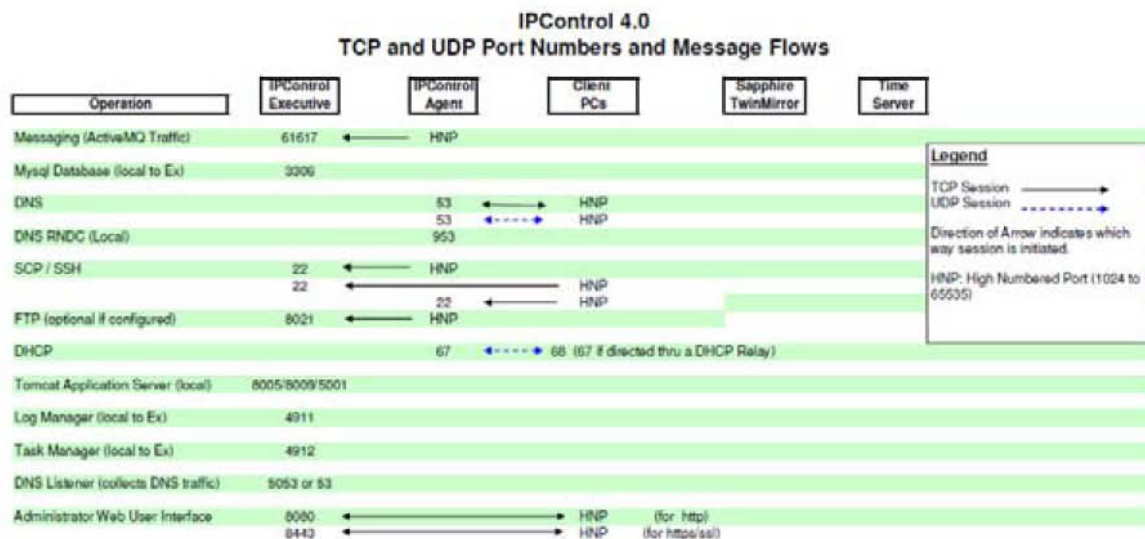 IPControl 4.0
TCP and UDP Port Numbers and Message Flows
Operation IPControl Executive IPControl Agent Client PCs Sapphire TwinMirror Time Server
Messaging (ActiveMQ Traffic) 61617 HNP
Mysql Database (local to Ex) 3306
DNS 53 HNP
53 HNP
DNS RNDC (Local) 953
SCP / SSH 22 HNP
22 HNP
22 HNP
FTP (optional if configured) 8021 HNP
DHCP 67 68 (67 if directed thru a DHCP Relay)
Tomcat Application Server (local) 8005/8009/5001
Log Manager (local to Ex) 4911
Task Manager (local to Ex) 4912
DNS Listener (collects DNS traffic) 5053 or 53
Administrator Web User Interface 8080 HNP (for http)
8443 HNP (for https/ssl)
Legend
TCP Session
UDP Session
Direction of Arrow indicates which
way session is initiated.
HNP: High Numbered Port (1024 to
65535)